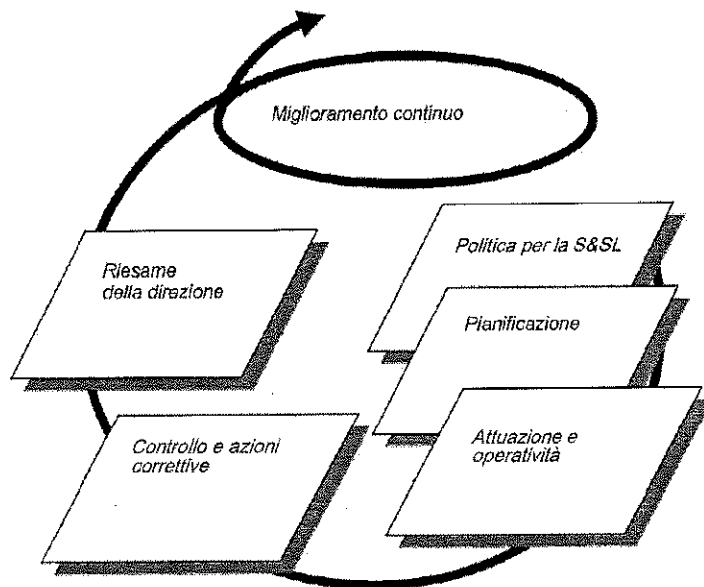 Miglioramento continuo
Politica per la S&SL
Pianificazione
Attuazione e
operatività
Controllo e azioni
correttive
Riesame
della direzione